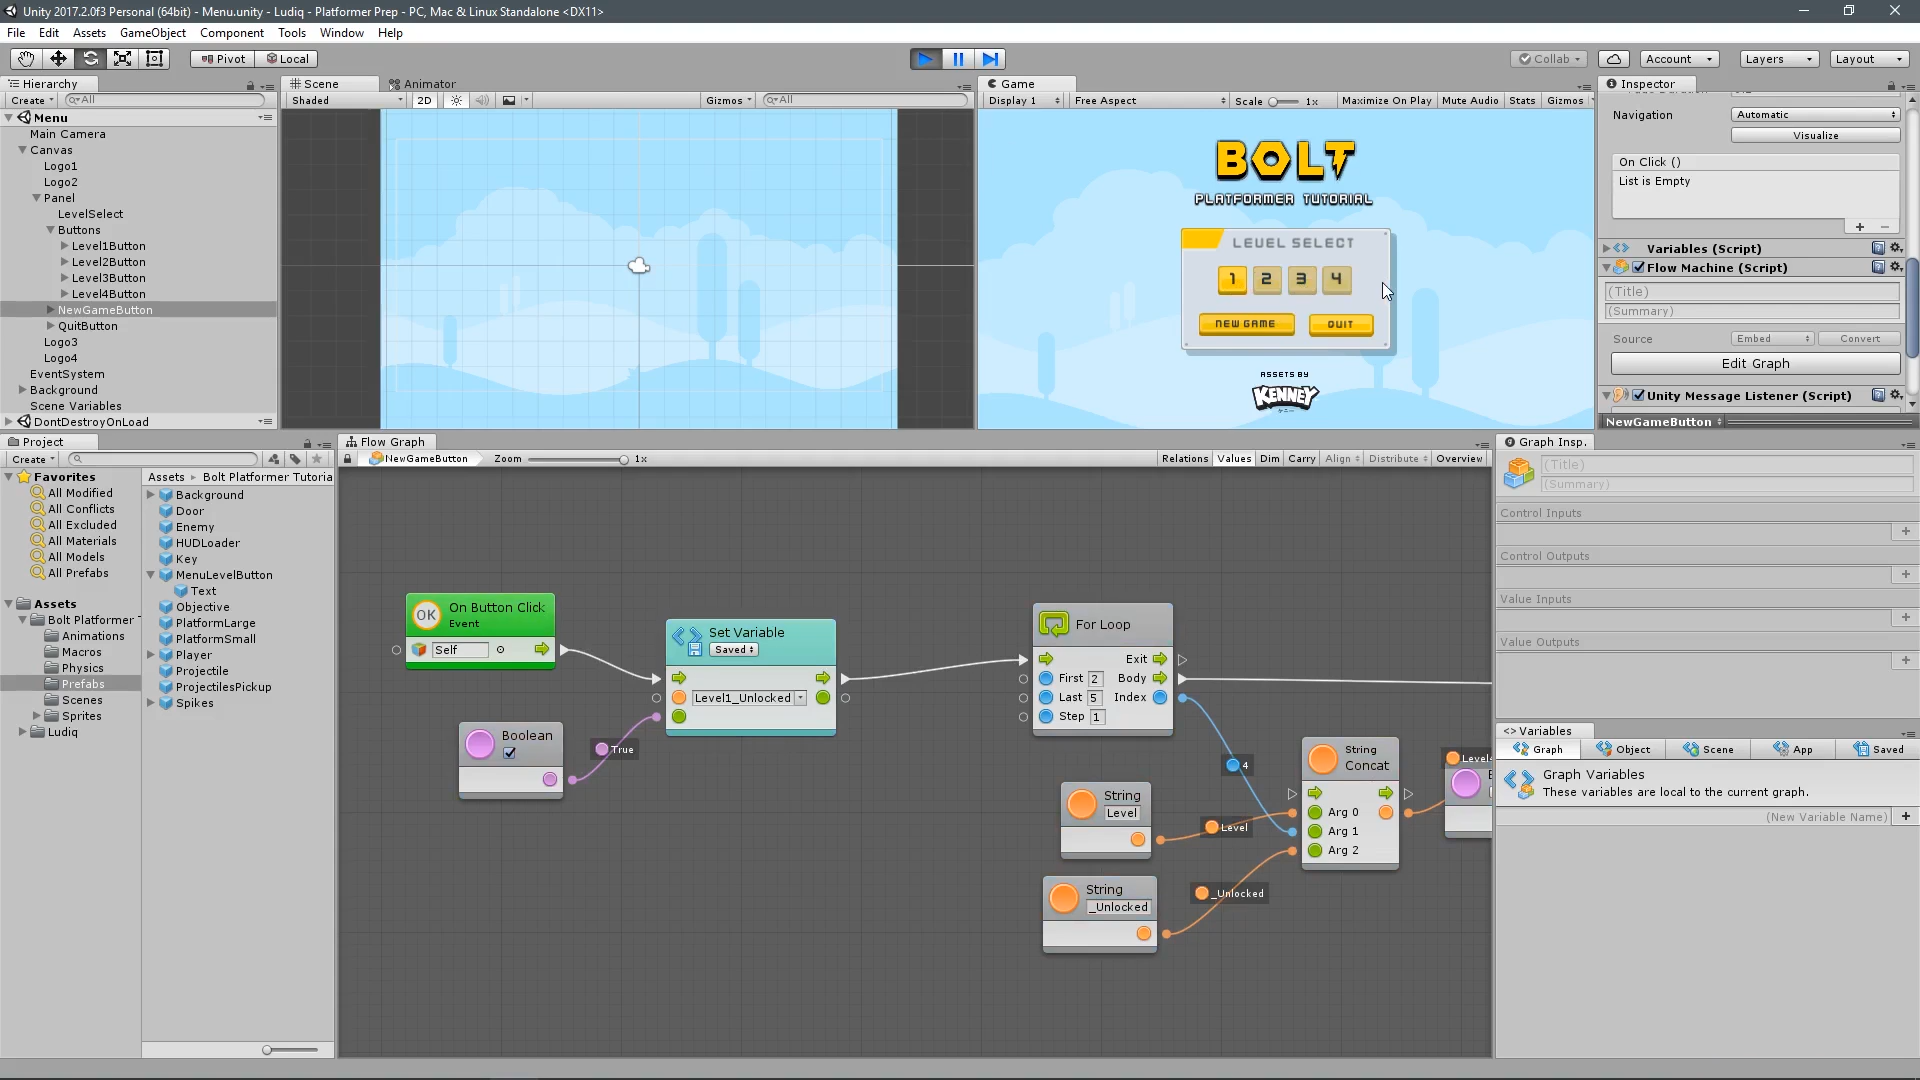 Unity 2017.2.0f3 Personal (64bit) - Menu.unity - Ludiq - Platformer Prep - PC, Mac & Linux Standalone <DX11>
File Edit Assets GameObject Component Tools Window Help
Pivot Local Collab Account Layers Layout
Hierarchy
Create All
Menu
Main Camera
Canvas
Logo1
Logo2
Panel
LevelSelect
Buttons
Level1Button
Level2Button
Level3Button
Level4Button
NewGameButton
QuitButton
Logo3
Logo4
EventSystem
Background
Scene Variables
DontDestroyOnLoad
Scene Animator
Shaded 2D Gizmos All
Game
Display 1 Free Aspect Scale 1x Maximize On Play Mute Audio Stats Gizmos
BOLT
PLATFORMER TUTORIAL
LEVEL SELECT
1 2 3 4
NEW GAME QUIT
ASSETS BY
KENNEY
Inspector
Navigation Automatic
Visualize
On Click ()
List is Empty
Variables (Script)
Flow Machine (Script)
(Title)
(Summary)
Source Embed Convert
Edit Graph
Unity Message Listener (Script)
NewGameButton
Project
Create
Favorites
All Modified
All Conflicts
All Excluded
All Materials
All Models
All Prefabs
Assets
Bolt Platformer
Animations
Macros
Physics
Prefabs
Scenes
Sprites
Ludiq
Assets Bolt Platformer Tutoria
Background
Door
Enemy
HUDLoader
Key
MenuLevelButton
Text
Objective
PlatformLarge
PlatformSmall
Player
Projectile
ProjectilesPickup
Spikes
Flow Graph
NewGameButton Zoom 1x Relations Values Dim Carry Align Distribute Overview
OK On Button Click
Event
Self
Set Variable
Saved
Level1_Unlocked
Boolean
True
For Loop
Exit
First 2 Body
Last 5 Index
Step 1
4
String
Level
Level
String
_Unlocked
_Unlocked
String
Concat
Arg 0
Arg 1
Arg 2
Graph Insp.
(Title)
(Summary)
Control Inputs
Control Outputs
Value Inputs
Value Outputs
<> Variables
Graph Object Scene App Saved
Graph Variables
These variables are local to the current graph.
(New Variable Name)